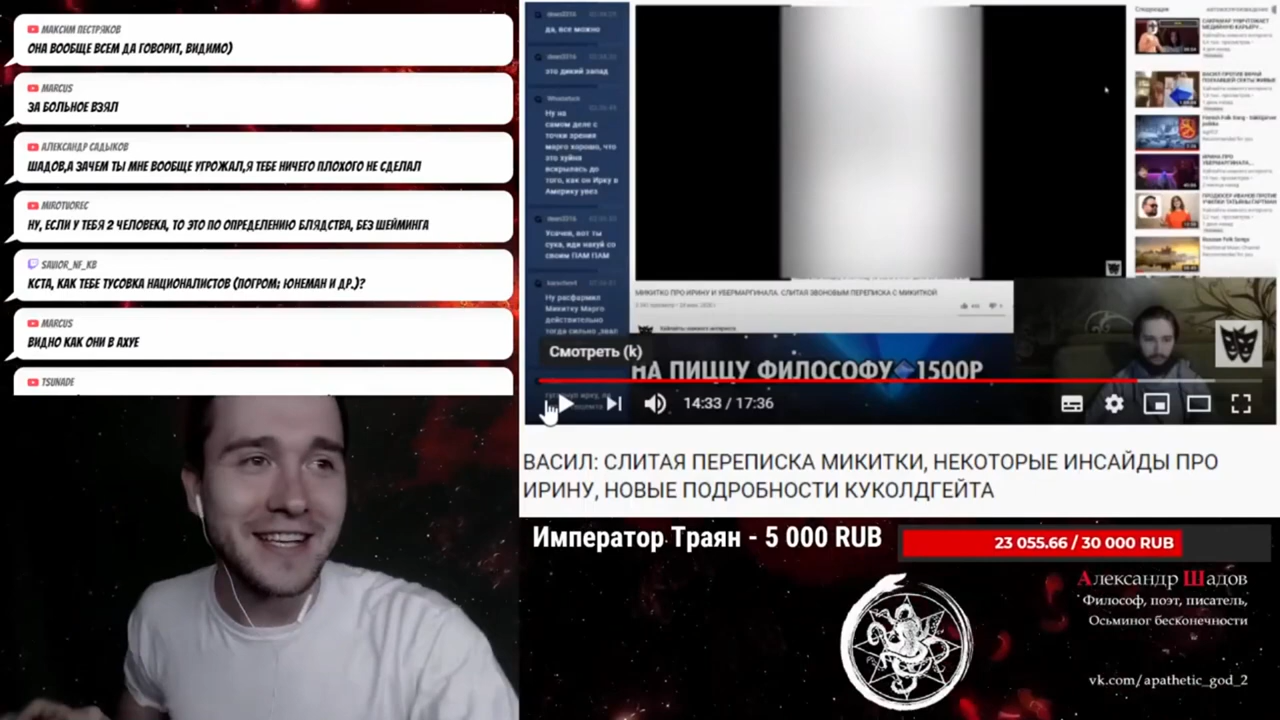 МАКСИМ ПЕСТРЯКОВ
ОНА ВООБЩЕ ВСЕМ ДА ГОВОРИТ, ВИДИМО)
MARCUS
ЗА БОЛЬНОЕ ВЗЯЛ
АЛЕКСАНДР САДЫКОВ
ШАДОВ,А ЗАЧЕМ ТЫ МНЕ ВООБЩЕ УГРОЖАЛ,Я ТЕБЕ НИЧЕГО ПЛОХОГО НЕ СДЕЛАЛ
MIROTVOREC
НУ, ЕСЛИ У ТЕБЯ 2 ЧЕЛОВЕКА, ТО ЭТО ПО ОПРЕДЕЛЕНИЮ БЛЯДСТВА, БЕЗ ШЕЙМИНГА
SAVIOR_NF_KB
КСТА, КАК ТЕБЕ ТУСОВКА НАЦИОНАЛИСТОВ (ПОГРОМ; ЮНЕМАН И ДР.)?
MARCUS
ВИДНО КАК ОНИ В АХУЕ
TSUNADE
да, все можно
это дикий запад
Ну на
самом деле с
точки зрения
марго хорошо, что
это хуйня
вскрылась до
того, как он Ирку в
Америку увез
Усачев, вот ты
сука, иди нахуй со
своим ПАМ ПАМ
Ну расфармил
Микитку Марго
действительно
МИКИТКО ПРО ИРИНУ И УБЕРМАРГИНАЛА. СЛИТАЯ ЗВОНОВЫМ ПЕРЕПИСКА С МИКИТКОЙ
Смотреть (k)
НА ПИЦЦУ ФИЛОСОФУ 1500Р
14:33 / 17:36
ВАСИЛ: СЛИТАЯ ПЕРЕПИСКА МИКИТКИ, НЕКОТОРЫЕ ИНСАЙДЫ ПРО
ИРИНУ, НОВЫЕ ПОДРОБНОСТИ КУКОЛДГЕЙТА
Император Траян - 5 000 RUB
23 055.66 / 30 000 RUB
Александр Шадов
Философ, поэт, писатель,
Осьминог бесконечности
vk.com/apathetic_god_2